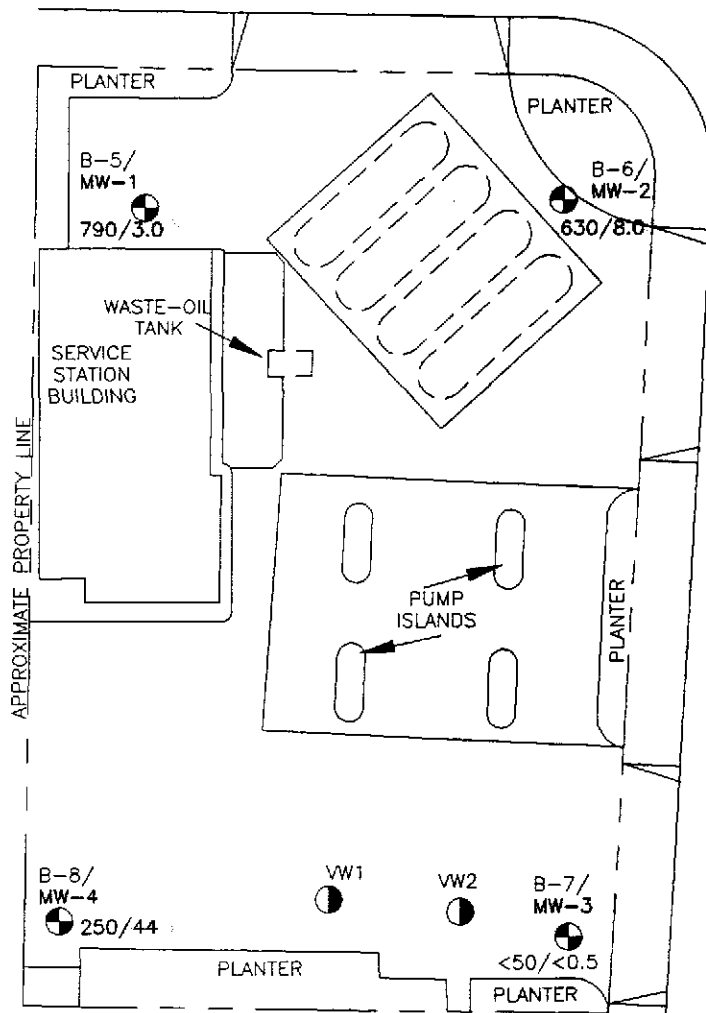 PLANTER
PLANTER
B-5/
MW-1
790/3.0
B-6/
MW-2
630/8.0
WASTE-OIL
TANK
SERVICE
STATION
BUILDING
APPROXIMATE PROPERTY LINE
PUMP
ISLANDS
PLANTER
B-8/
MW-4
250/44
VW1
VW2
B-7/
MW-3
<50/<0.5
PLANTER
PLANTER